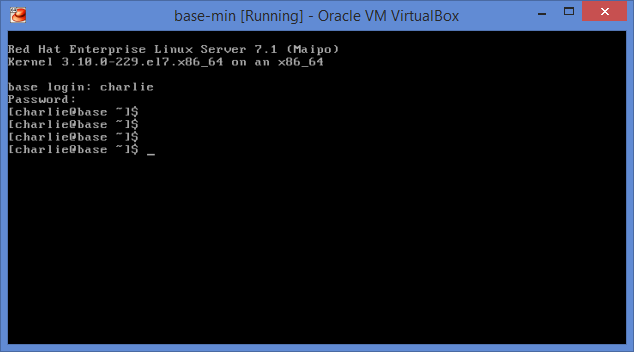 base-min [Running] - Oracle VM VirtualBox
Red Hat Enterprise Linux Server 7.1 (Maipo)
Kernel 3.10.0-229.el7.x86_64 on an x86_64
base login: charlie
Password:
[charlie@base ~]$
[charlie@base ~]$
[charlie@base ~]$
[charlie@base ~]$ _